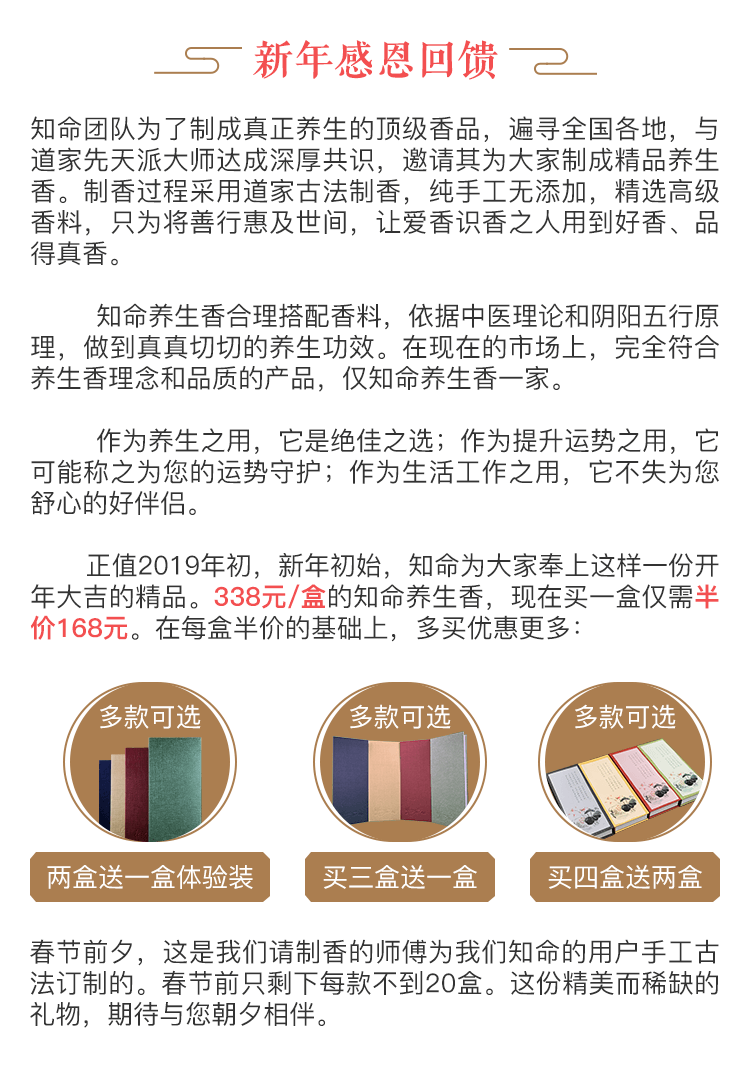 新年感恩回馈
知命团队为了制成真正养生的顶级香品，遍寻全国各地，与
道家先天派大师达成深厚共识，邀请其为大家制成精品养生
香。制香过程采用道家古法制香，纯手工无添加，精选高级
香料，只为将善行惠及世间，让爱香识香之人用到好香、品
得真香。
知命养生香合理搭配香料，依据中医理论和阴阳五行原
理，做到真真切切的养生功效。在现在的市场上，完全符合
养生香理念和品质的产品，仅知命养生香一家。
作为养生之用，它是绝佳之选；作为提升运势之用，它
可能称之为您的运势守护；作为生活工作之用，它不失为您
舒心的好伴侣。
正值2019年初，新年初始，知命为大家奉上这样一份开
年大吉的精品。338元/盒的知命养生香，现在买一盒仅需半
价168元。在每盒半价的基础上，多买优惠更多：
多款可选
多款可选
多款可选
两盒送一盒体验装
买三盒送一盒
买四盒送两盒
春节前夕，这是我们请制香的师傅为我们知命的用户手工古
法订制的。春节前只剩下每款不到20盒。这份精美而稀缺的
礼物，期待与您朝夕相伴。